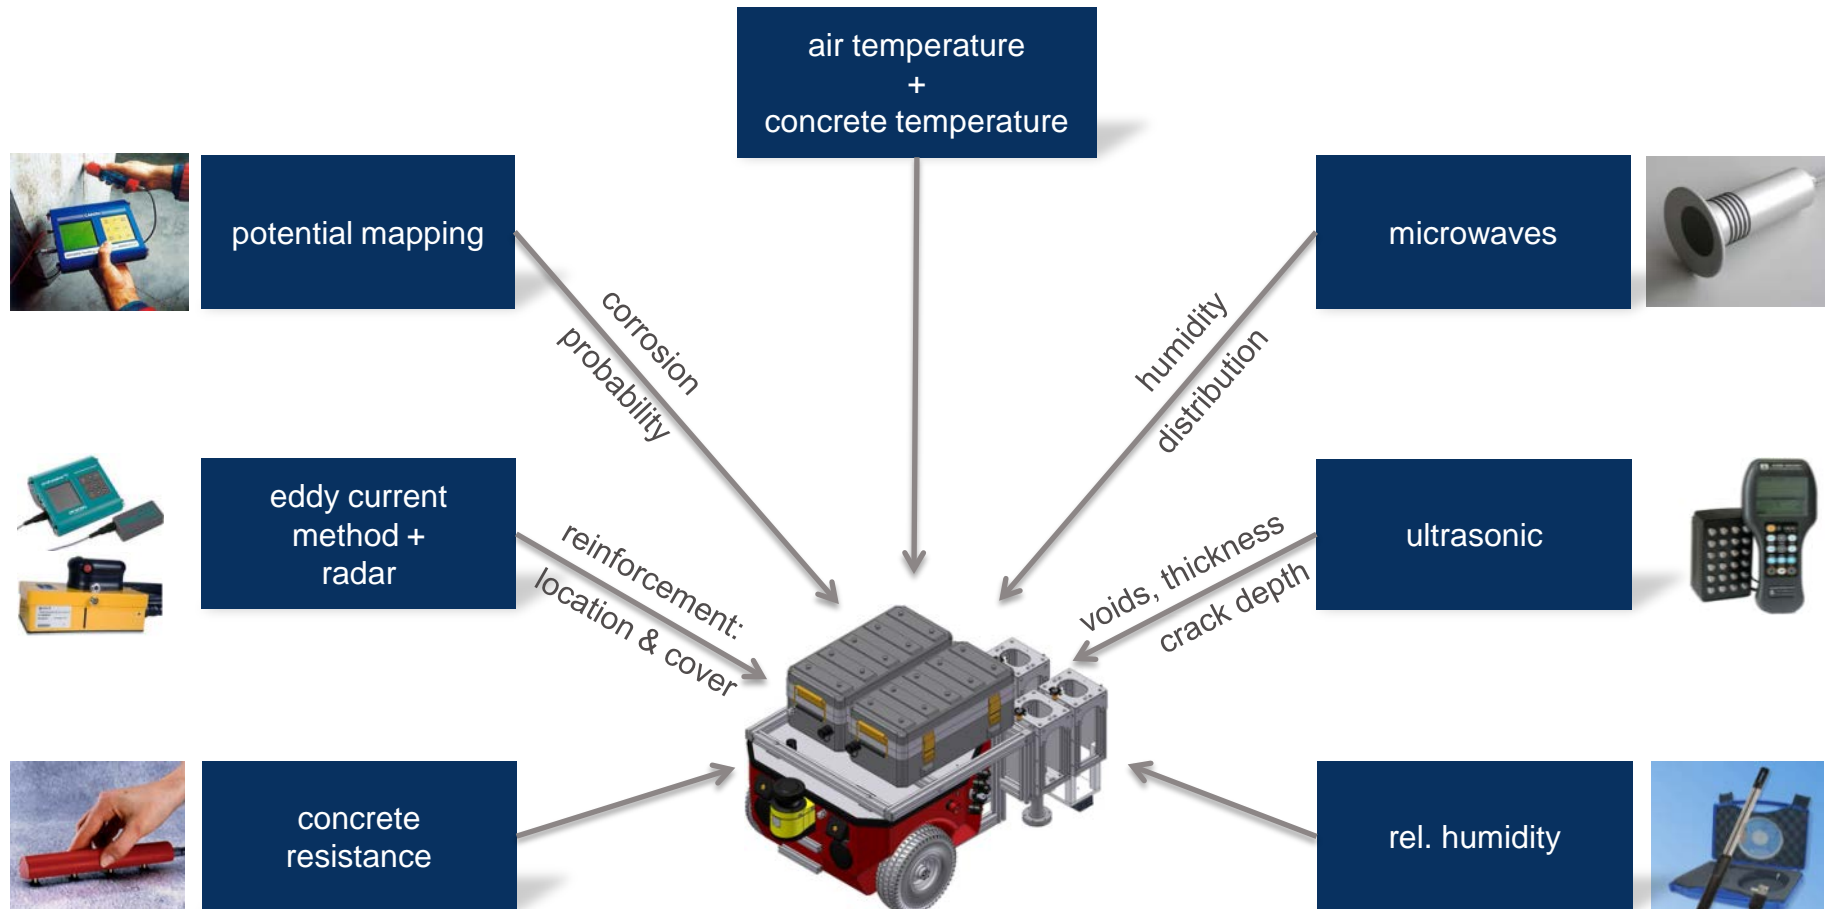 air temperature
+
concrete temperature
potential mapping
microwaves
corrosion
probability
humidity
distribution
eddy current
method +
radar
ultrasonic
reinforcement:
location & cover
voids, thickness
crack depth
concrete
resistance
rel. humidity